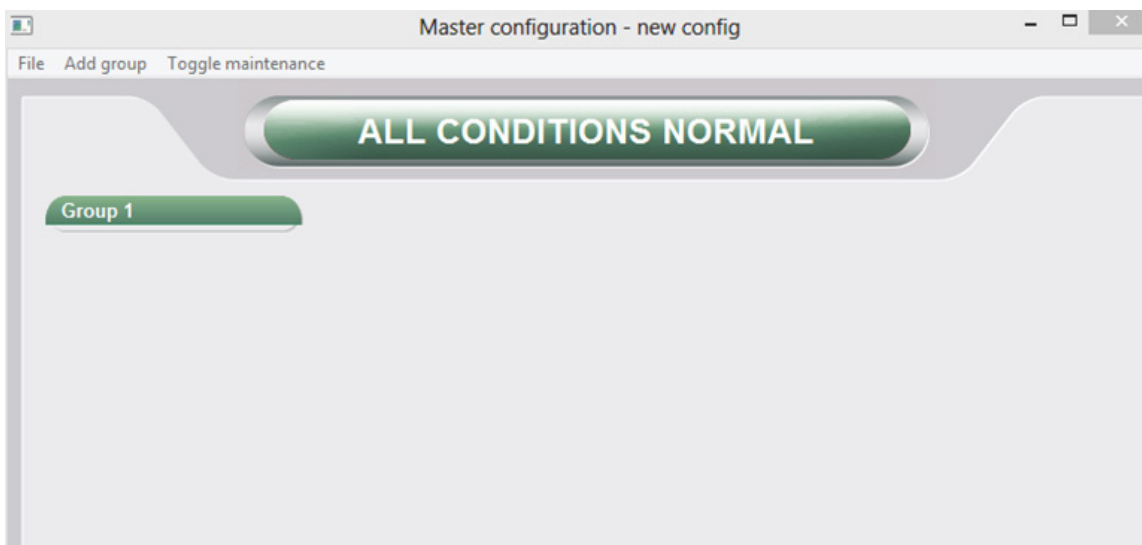 Master configuration - new config
File Add group Toggle maintenance
ALL CONDITIONS NORMAL
Group 1